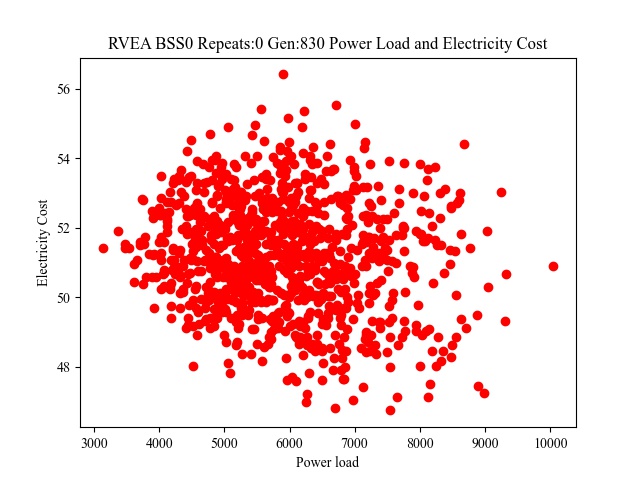 RVEA BSS0 Repeats:0 Gen:830 Power Load and Electricity Cost
56
54
52
50
48
Electricity Cost
3000 4000 5000 6000 7000 8000 9000 10000
Power load